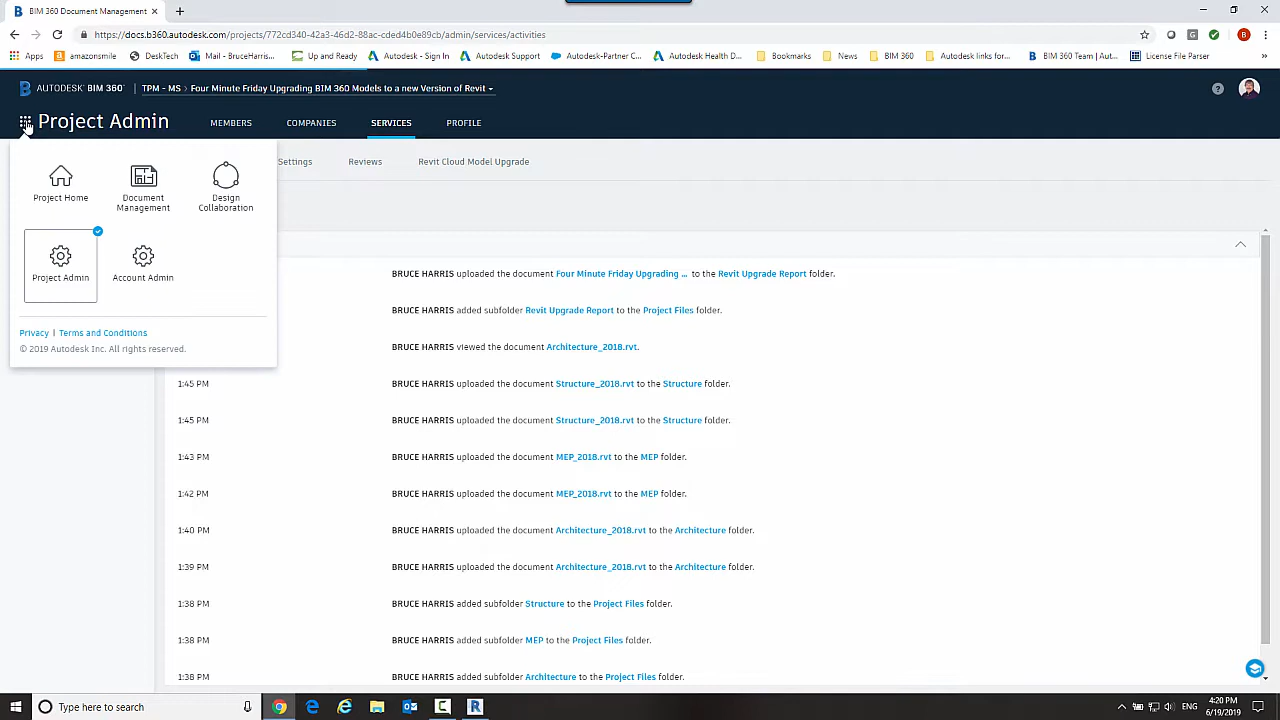 BIM 360 Document Management
https://docs.b360.autodesk.com/projects/772cd340-42a3-46d2-88ac-cded4b0e89cb/admin/services/activities
Apps amazonsmile DeskTech Mail - BruceHarris... Up and Ready Autodesk - Sign In Autodesk Support Autodesk-Partner C... Autodesk Health D... Bookmarks News BIM 360 Autodesk links for... BIM 360 Team | Aut... License File Parser
AUTODESK® BIM 360° TPM - MS > Four Minute Friday Upgrading BIM 360 Models to a new Version of Revit
Project Admin MEMBERS COMPANIES SERVICES PROFILE
Settings Reviews Revit Cloud Model Upgrade
Project Home
Document Management
Design Collaboration
Project Admin
Account Admin
Privacy | Terms and Conditions
© 2019 Autodesk Inc. All rights reserved.
BRUCE HARRIS uploaded the document Four Minute Friday Upgrading ... to the Revit Upgrade Report folder.
BRUCE HARRIS added subfolder Revit Upgrade Report to the Project Files folder.
BRUCE HARRIS viewed the document Architecture_2018.rvt.
1:45 PM BRUCE HARRIS uploaded the document Structure_2018.rvt to the Structure folder.
1:45 PM BRUCE HARRIS uploaded the document Structure_2018.rvt to the Structure folder.
1:43 PM BRUCE HARRIS uploaded the document MEP_2018.rvt to the MEP folder.
1:42 PM BRUCE HARRIS uploaded the document MEP_2018.rvt to the MEP folder.
1:40 PM BRUCE HARRIS uploaded the document Architecture_2018.rvt to the Architecture folder.
1:39 PM BRUCE HARRIS uploaded the document Architecture_2018.rvt to the Architecture folder.
1:38 PM BRUCE HARRIS added subfolder Structure to the Project Files folder.
1:38 PM BRUCE HARRIS added subfolder MEP to the Project Files folder.
1:38 PM BRUCE HARRIS added subfolder Architecture to the Project Files folder.
Type here to search
4:20 PM
6/19/2019